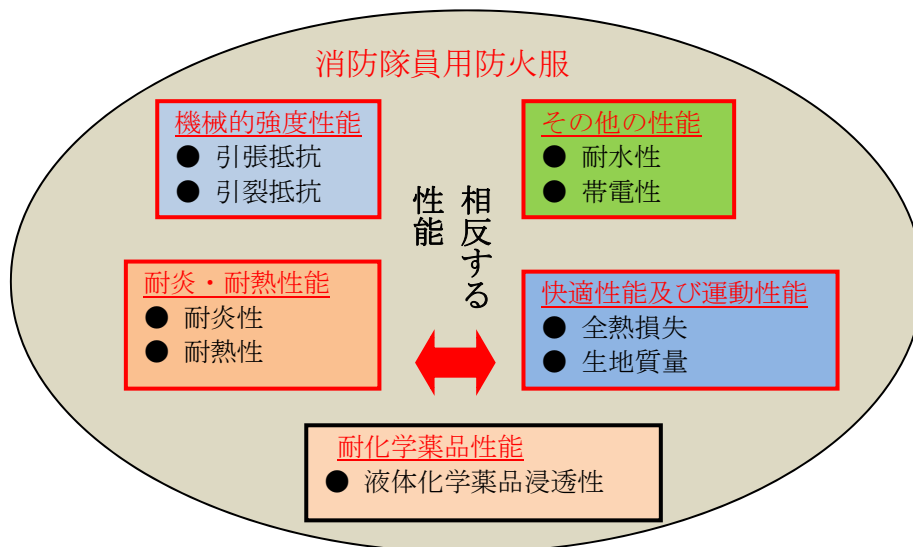 消防隊員用防火服
機械的強度性能
● 引張抵抗
● 引裂抵抗
その他の性能
● 耐水性
● 帯電性
相反する
性能
耐炎・耐熱性能
● 耐炎性
● 耐熱性
快適性能及び運動性能
● 全熱損失
● 生地質量
耐化学薬品性能
● 液体化学薬品浸透性